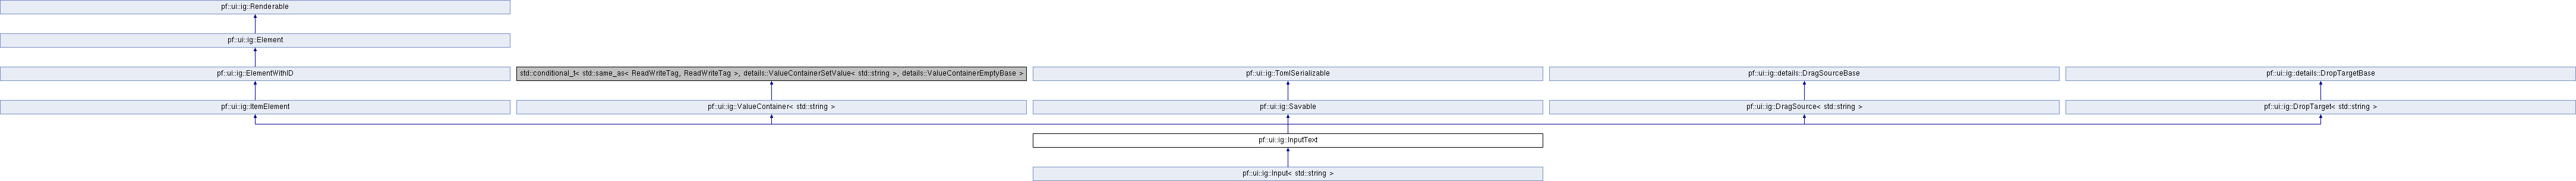 pf::ui::ig::Renderable
pf::ui::ig::Element
pf::ui::ig::ElementWithID
std::conditional_t< std::same_as< ReadWriteTag, ReadWriteTag >, details::ValueContainerSetValue< std::string >, details::ValueContainerEmptyBase >
pf::ui::ig::TomlSerializable
pf::ui::ig::details::DragSourceBase
pf::ui::ig::details::DropTargetBase
pf::ui::ig::ItemElement
pf::ui::ig::ValueContainer< std::string >
pf::ui::ig::Savable
pf::ui::ig::DragSource< std::string >
pf::ui::ig::DropTarget< std::string >
pf::ui::ig::InputText
pf::ui::ig::Input< std::string >